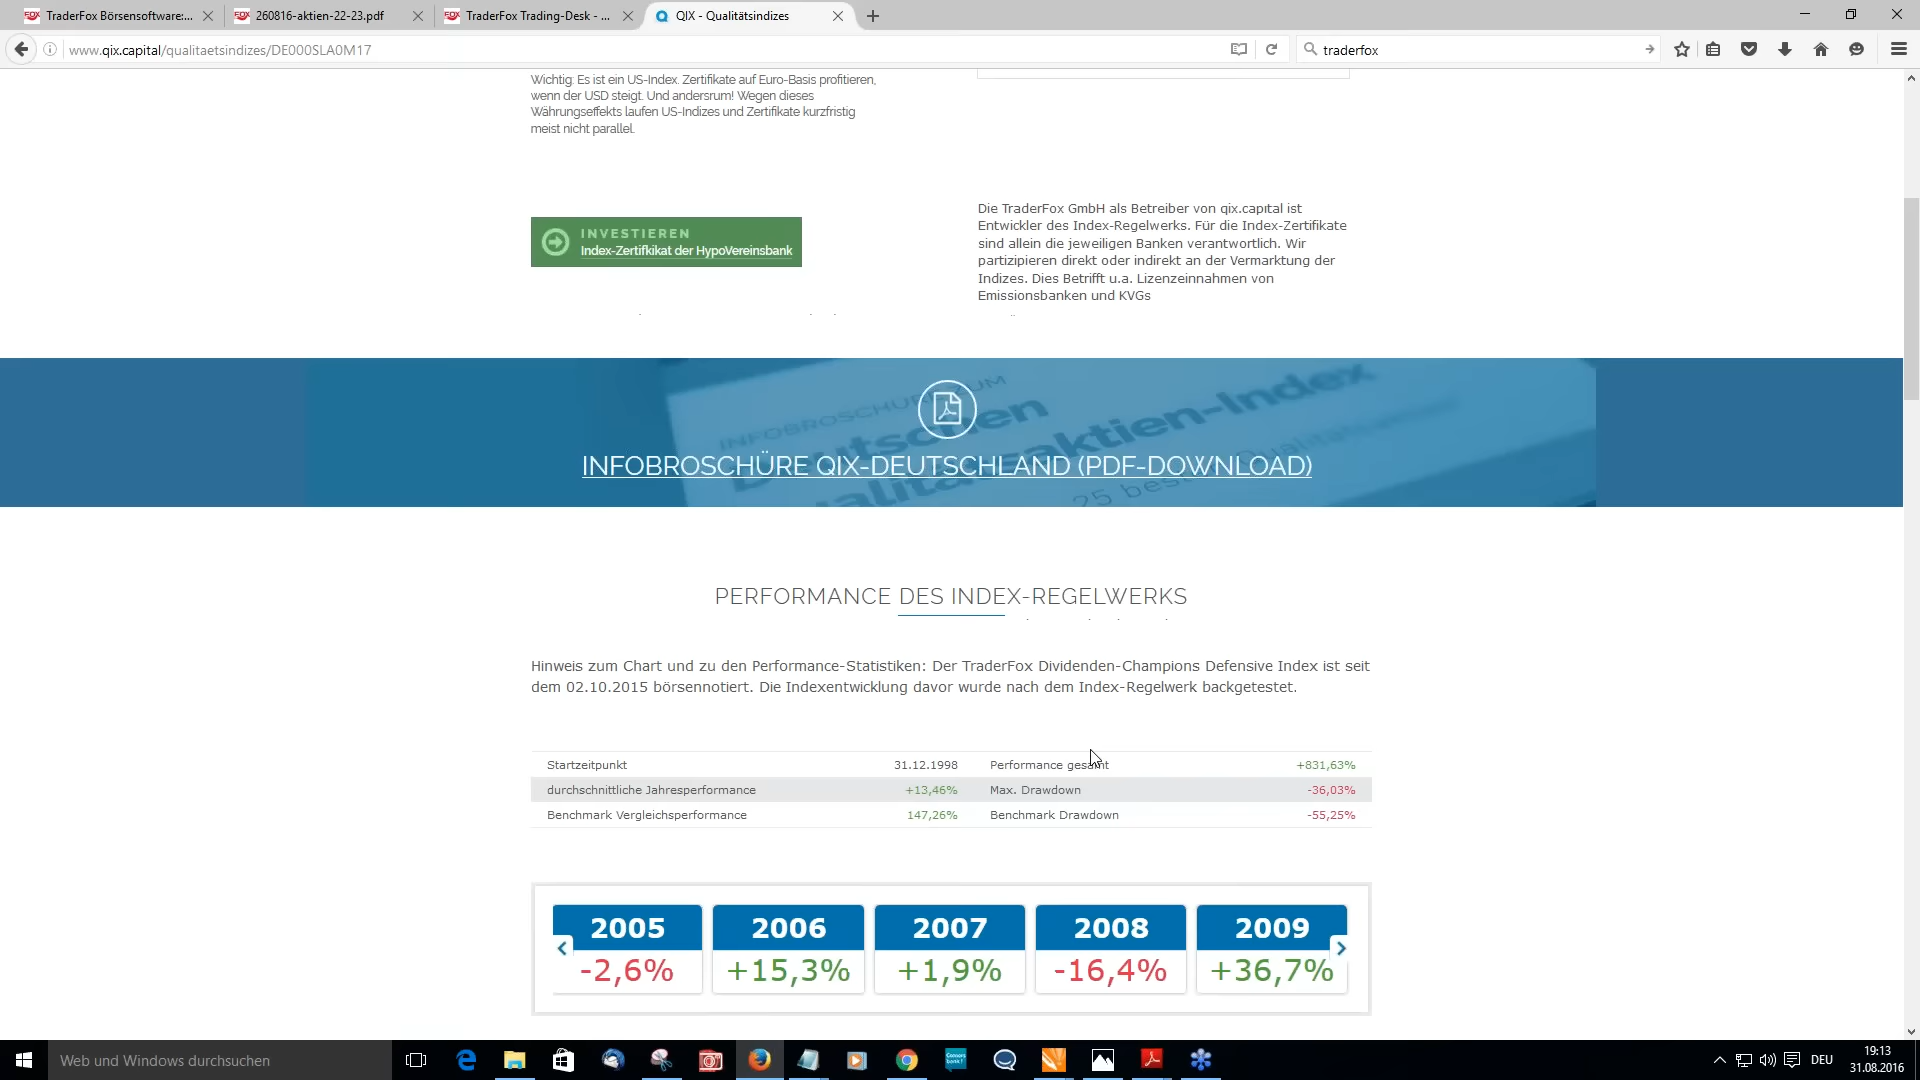 TraderFox Börsensoftware:...
260816-aktien-22-23.pdf
TraderFox Trading-Desk - ...
QIX - Qualitätsindizes
www.qix.capital/qualitaetsindizes/DE000SLA0M17
traderfox
Wichtig: Es ist ein US-Index. Zertifikate auf Euro-Basis profitieren,
wenn der USD steigt. Und andersrum! Wegen dieses
Währungseffekts laufen US-Indizes und Zertifikate kurzfristig
meist nicht parallel.
INVESTIEREN
Index-Zertifkikat der HypoVereinsbank
Die TraderFox GmbH als Betreiber von qix.capital ist
Entwickler des Index-Regelwerks. Für die Index-Zertifikate
sind allein die jeweiligen Banken verantwortlich. Wir
partizipieren direkt oder indirekt an der Vermarktung der
Indizes. Dies Betrifft u.a. Lizenzeinnahmen von
Emissionsbanken und KVGs
INFOBROSCHÜRE ZUM
Deutschen
Qualitätsaktien-Index
25 besten Qualitäts
INFOBROSCHÜRE QIX-DEUTSCHLAND (PDF-DOWNLOAD)
PERFORMANCE DES INDEX-REGELWERKS
Hinweis zum Chart und zu den Performance-Statistiken: Der TraderFox Dividenden-Champions Defensive Index ist seit
dem 02.10.2015 börsennotiert. Die Indexentwicklung davor wurde nach dem Index-Regelwerk backgetestet.
Startzeitpunkt 31.12.1998 Performance gesamt +831,63%
durchschnittliche Jahresperformance +13,46% Max. Drawdown -36,03%
Benchmark Vergleichsperformance 147,26% Benchmark Drawdown -55,25%
2005 2006 2007 2008 2009
-2,6% +15,3% +1,9% -16,4% +36,7%
Web und Windows durchsuchen
DEU
19:13
31.08.2016